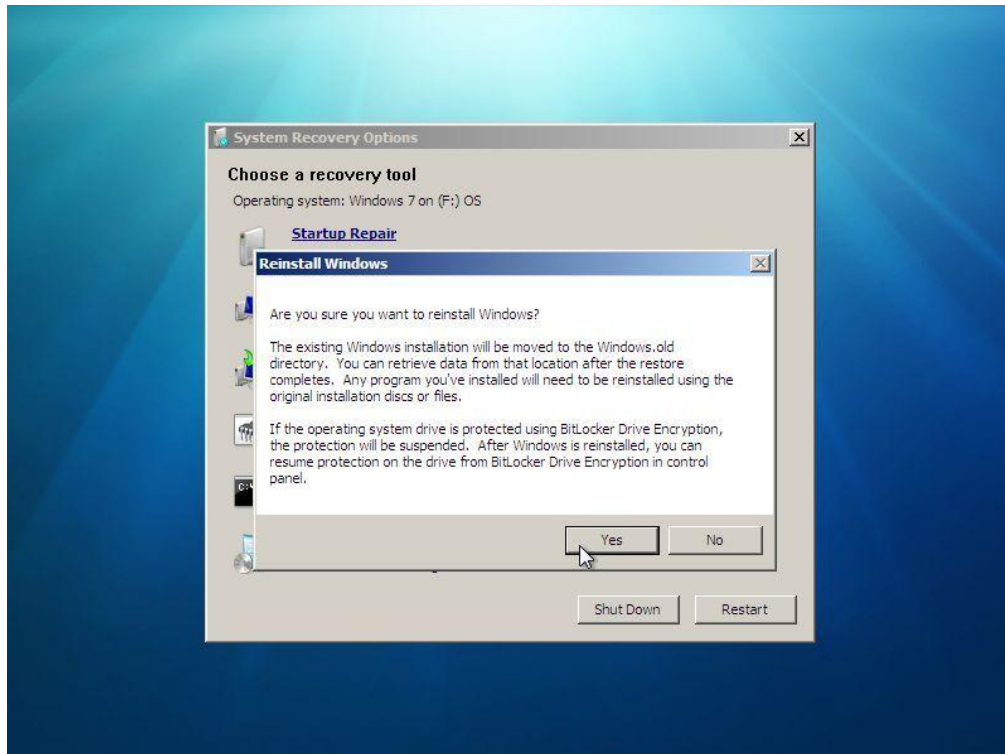 System Recovery Options
Choose a recovery tool
Operating system: Windows 7 on (F:) OS
Startup Repair
Reinstall Windows
Are you sure you want to reinstall Windows?
The existing Windows installation will be moved to the Windows.old
directory. You can retrieve data from that location after the restore
completes. Any program you've installed will need to be reinstalled using the
original installation discs or files.
If the operating system drive is protected using BitLocker Drive Encryption,
the protection will be suspended. After Windows is reinstalled, you can
resume protection on the drive from BitLocker Drive Encryption in control
panel.
C:\
Yes No
Shut Down Restart